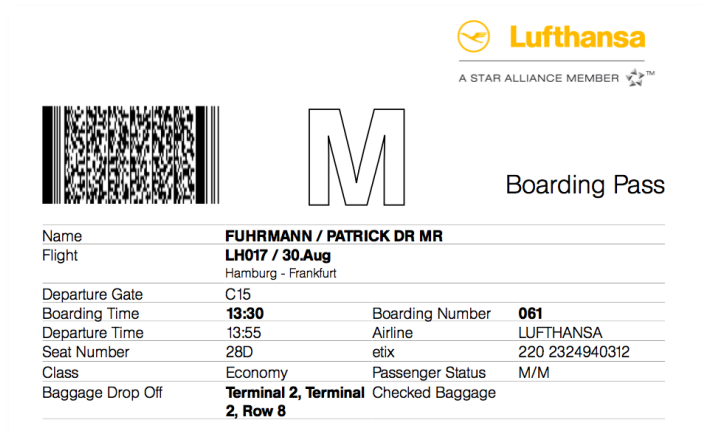 Lufthansa
A STAR ALLIANCE MEMBER ™
M
Boarding Pass
Name FUHRMANN / PATRICK DR MR
Flight LH017 / 30.Aug
Hamburg - Frankfurt
Departure Gate C15
Boarding Time 13:30 Boarding Number 061
Departure Time 13:55 Airline LUFTHANSA
Seat Number 28D etix 220 2324940312
Class Economy Passenger Status M/M
Baggage Drop Off Terminal 2, Terminal Checked Baggage
2, Row 8